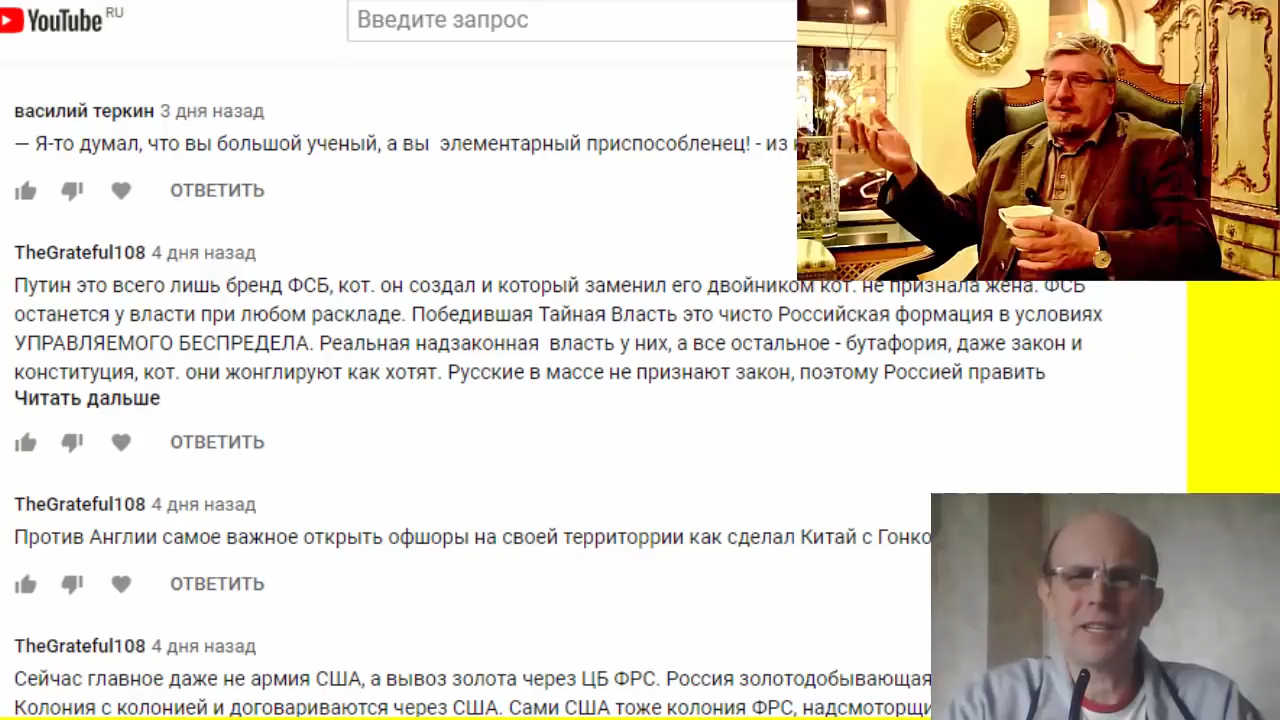 YouTube RU
Введите запрос
василий теркин 3 дня назад
— Я-то думал, что вы большой ученый, а вы элементарный приспособленец! - из
ОТВЕТИТЬ
TheGrateful108 4 дня назад
Путин это всего лишь бренд ФСБ, кот. он создал и который заменил его двойником кот. не признала жена. ФСБ
останется у власти при любом раскладе. Победившая Тайная Власть это чисто Российская формация в условиях
УПРАВЛЯЕМОГО БЕСПРЕДЕЛА. Реальная надзаконная власть у них, а все остальное - бутафория, даже закон и
конституция, кот. они жонглируют как хотят. Русские в массе не признают закон, поэтому Россией править
Читать дальше
ОТВЕТИТЬ
TheGrateful108 4 дня назад
Против Англии самое важное открыть офшоры на своей территоррии как сделал Китай с Гонко
ОТВЕТИТЬ
TheGrateful108 4 дня назад
Сейчас главное даже не армия США, а вывоз золота через ЦБ ФРС. Россия золотодобывающая
Колония с колонией и договариваются через США. Сами США тоже колония ФРС, надсмоторщи